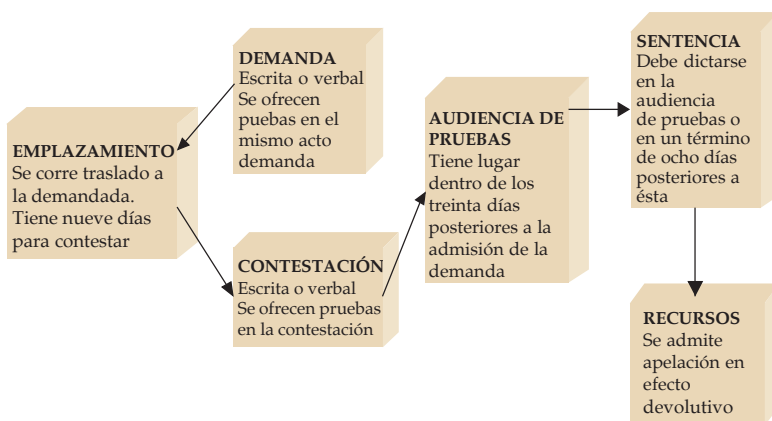 DEMANDA
Escrita o verbal
Se ofrecen
puebas en el
mismo acto
demanda
EMPLAZAMIENTO
Se corre traslado a
la demandada.
Tiene nueve días
para contestar
CONTESTACIÓN
Escrita o verbal
Se ofrecen pruebas
en la contestación
AUDIENCIA DE
PRUEBAS
Tiene lugar
dentro de los
treinta días
posteriores a la
admisión de la
demanda
SENTENCIA
Debe dictarse
en la
audiencia
de pruebas o
en un término
de ocho días
posteriores a
ésta
RECURSOS
Se admite
apelación en
efecto
devolutivo